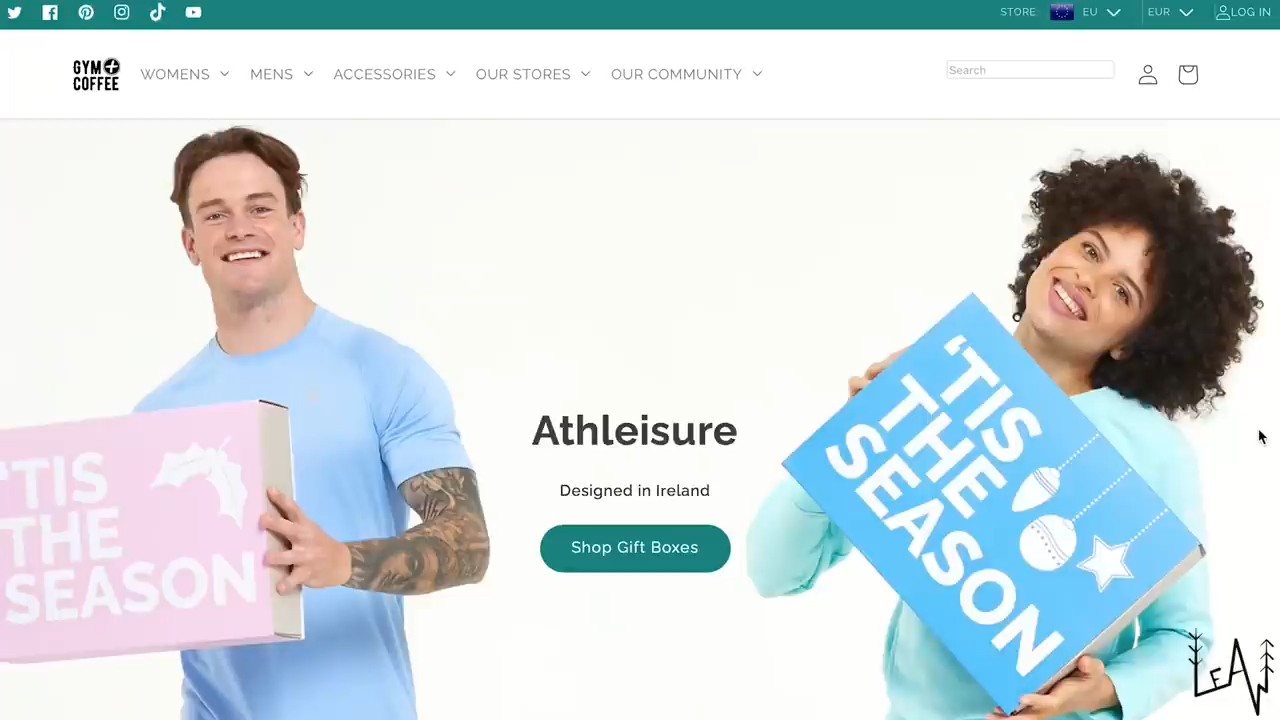 STORE EU EUR LOG IN
GYM+
COFFEE
WOMENS MENS ACCESSORIES OUR STORES OUR COMMUNITY
Search
'TIS
THE
SEASON
Athleisure
Designed in Ireland
Shop Gift Boxes
'TIS
THE
SEASON
LEAN